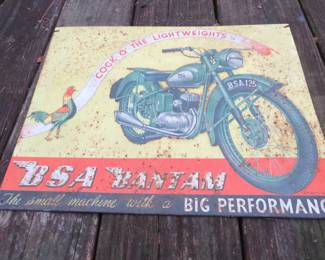 COCK O' THE LIGHTWEIGHTS
BSA 125
BSA BANTAM
The small machine with a BIG PERFORMANC